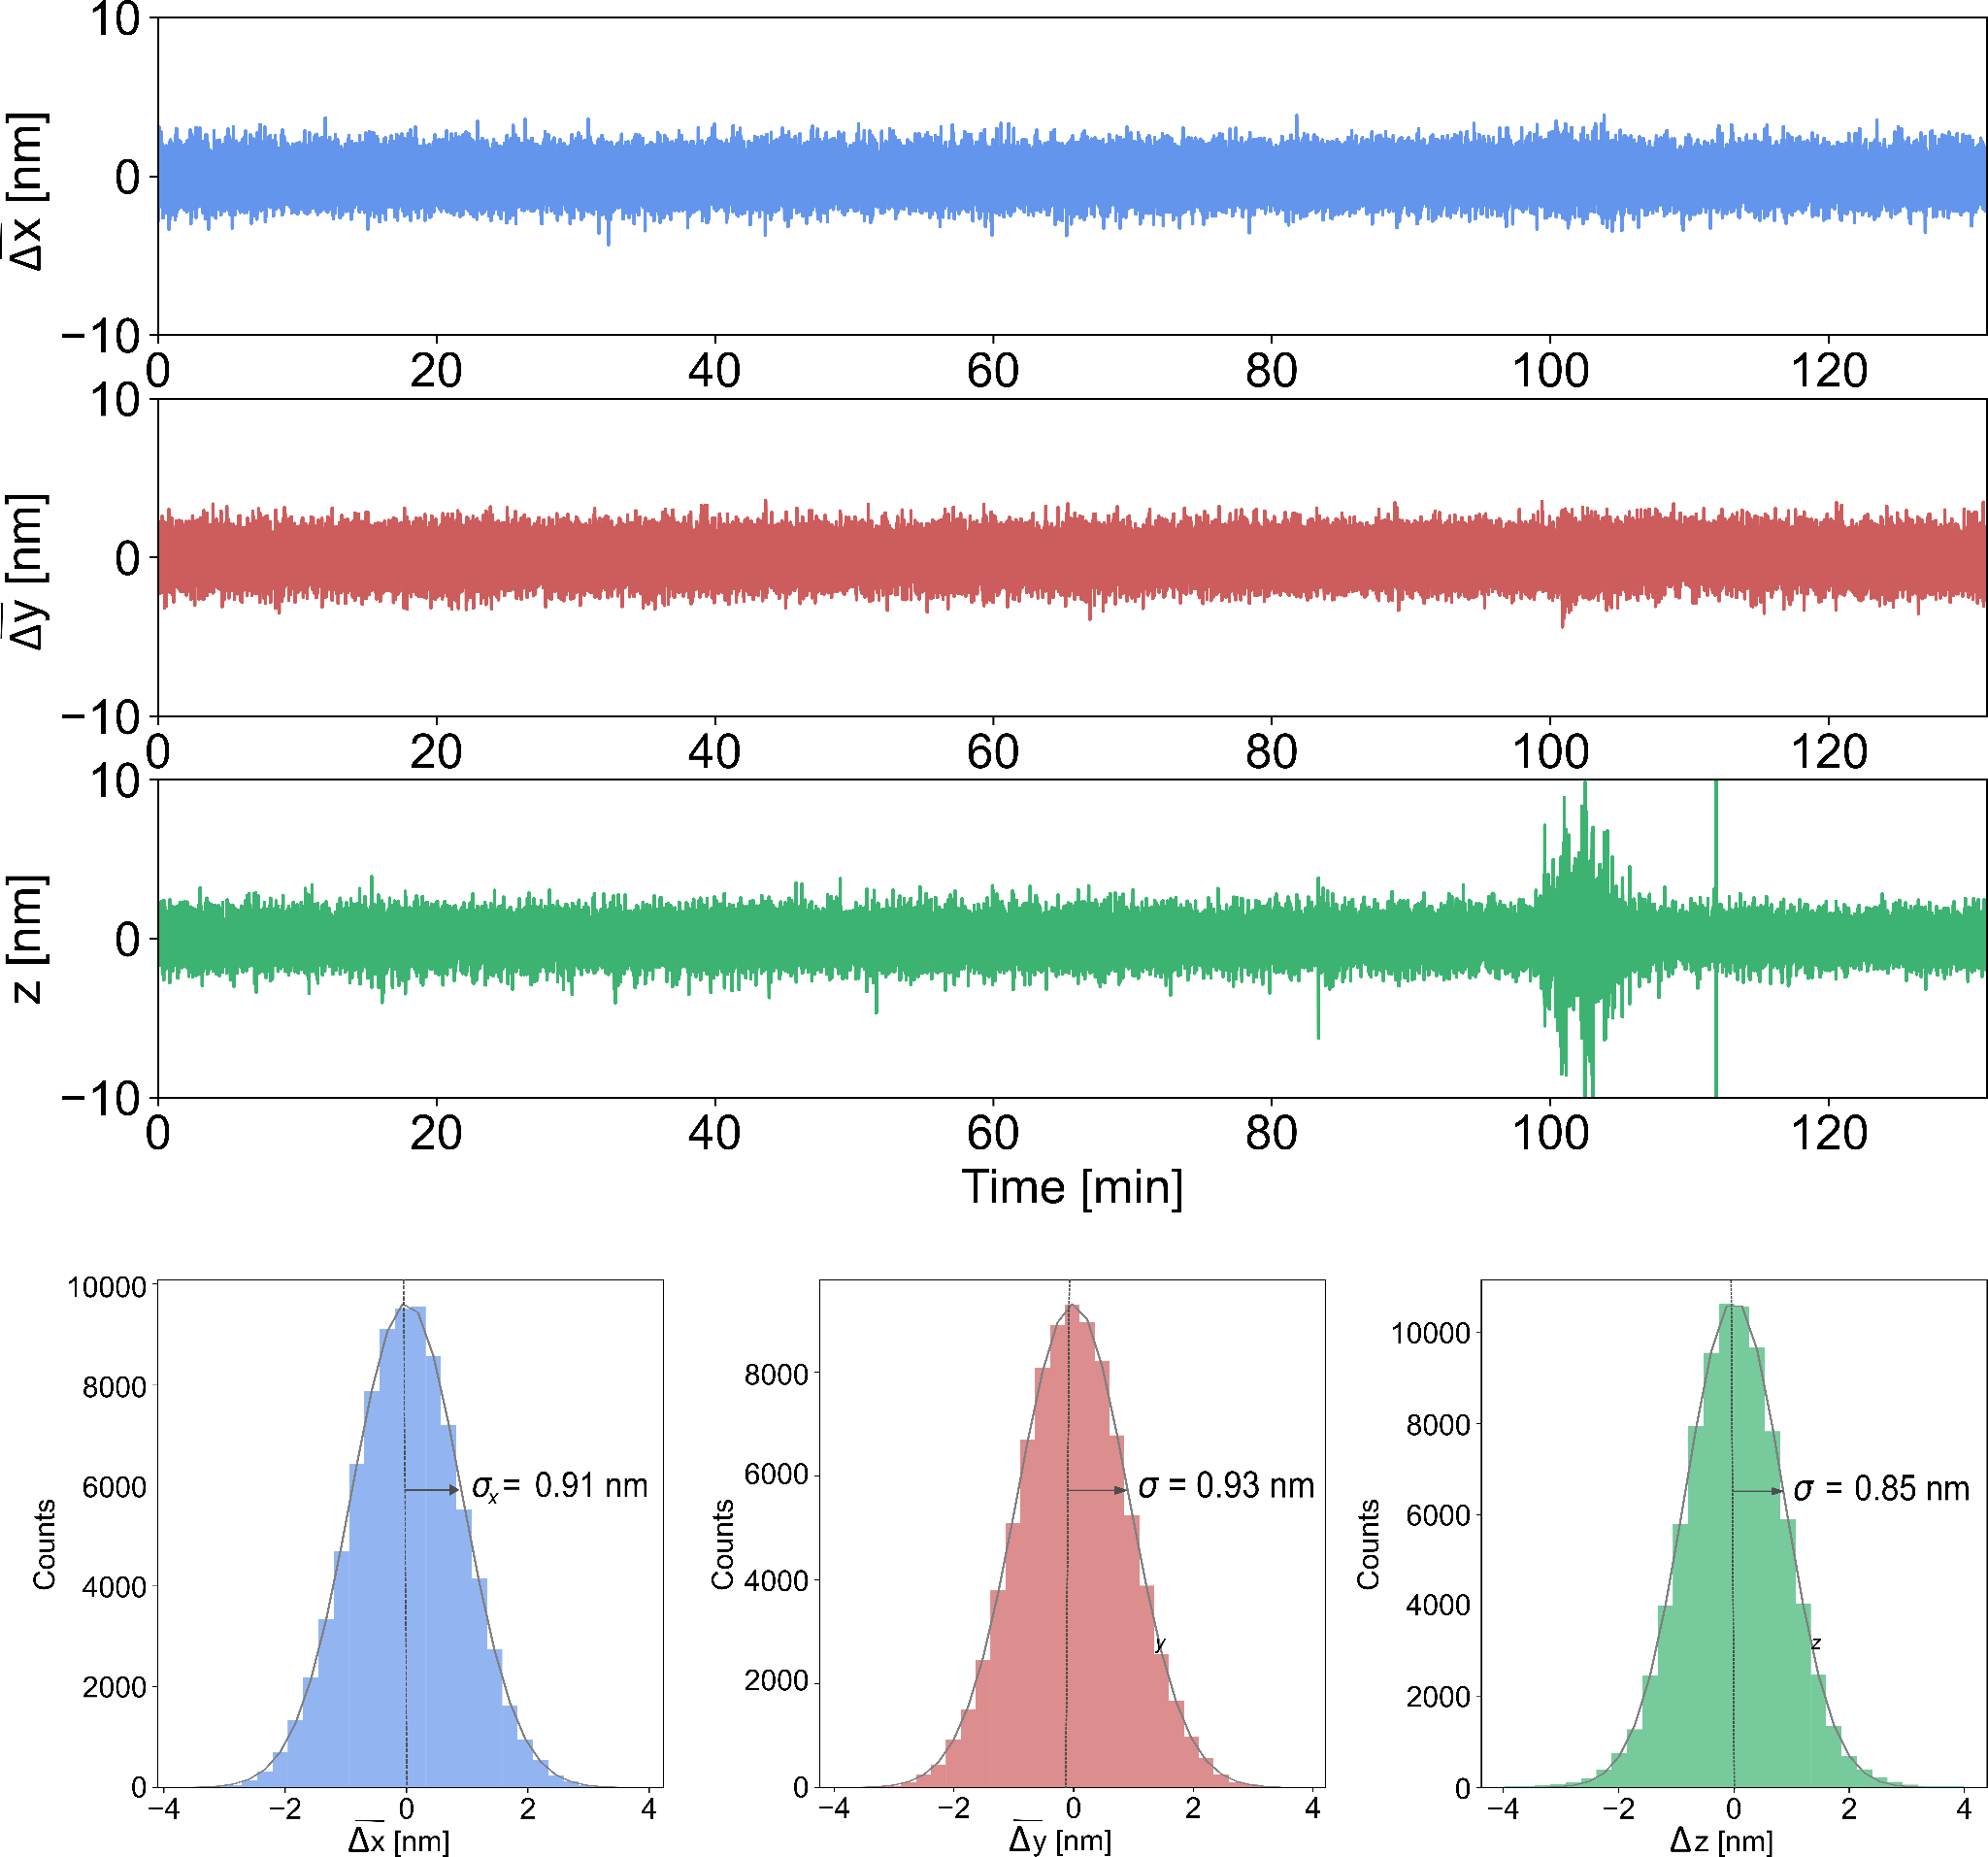 10
0
−10
Δx [nm]
0 20 40 60 80 100 120
10
0
−10
Δy [nm]
0 20 40 60 80 100 120
10
0
−10
z [nm]
0 20 40 60 80 100 120
Time [min]
10000
8000
6000
4000
2000
0
Counts
σx = 0.91 nm
−4 −2 0 2 4
Δx [nm]
8000
6000
4000
2000
0
Counts
σ = 0.93 nm
y
−4 −2 0 2 4
Δy [nm]
10000
8000
6000
4000
2000
0
Counts
σ = 0.85 nm
z
−4 −2 0 2 4
Δz [nm]